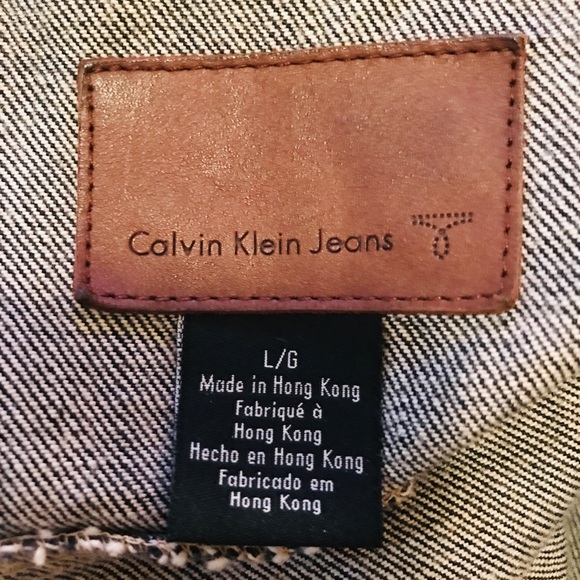 Calvin Klein Jeans
L/G
Made in Hong Kong
Fabriqué à
Hong Kong
Hecho en Hong Kong
Fabricado em
Hong Kong